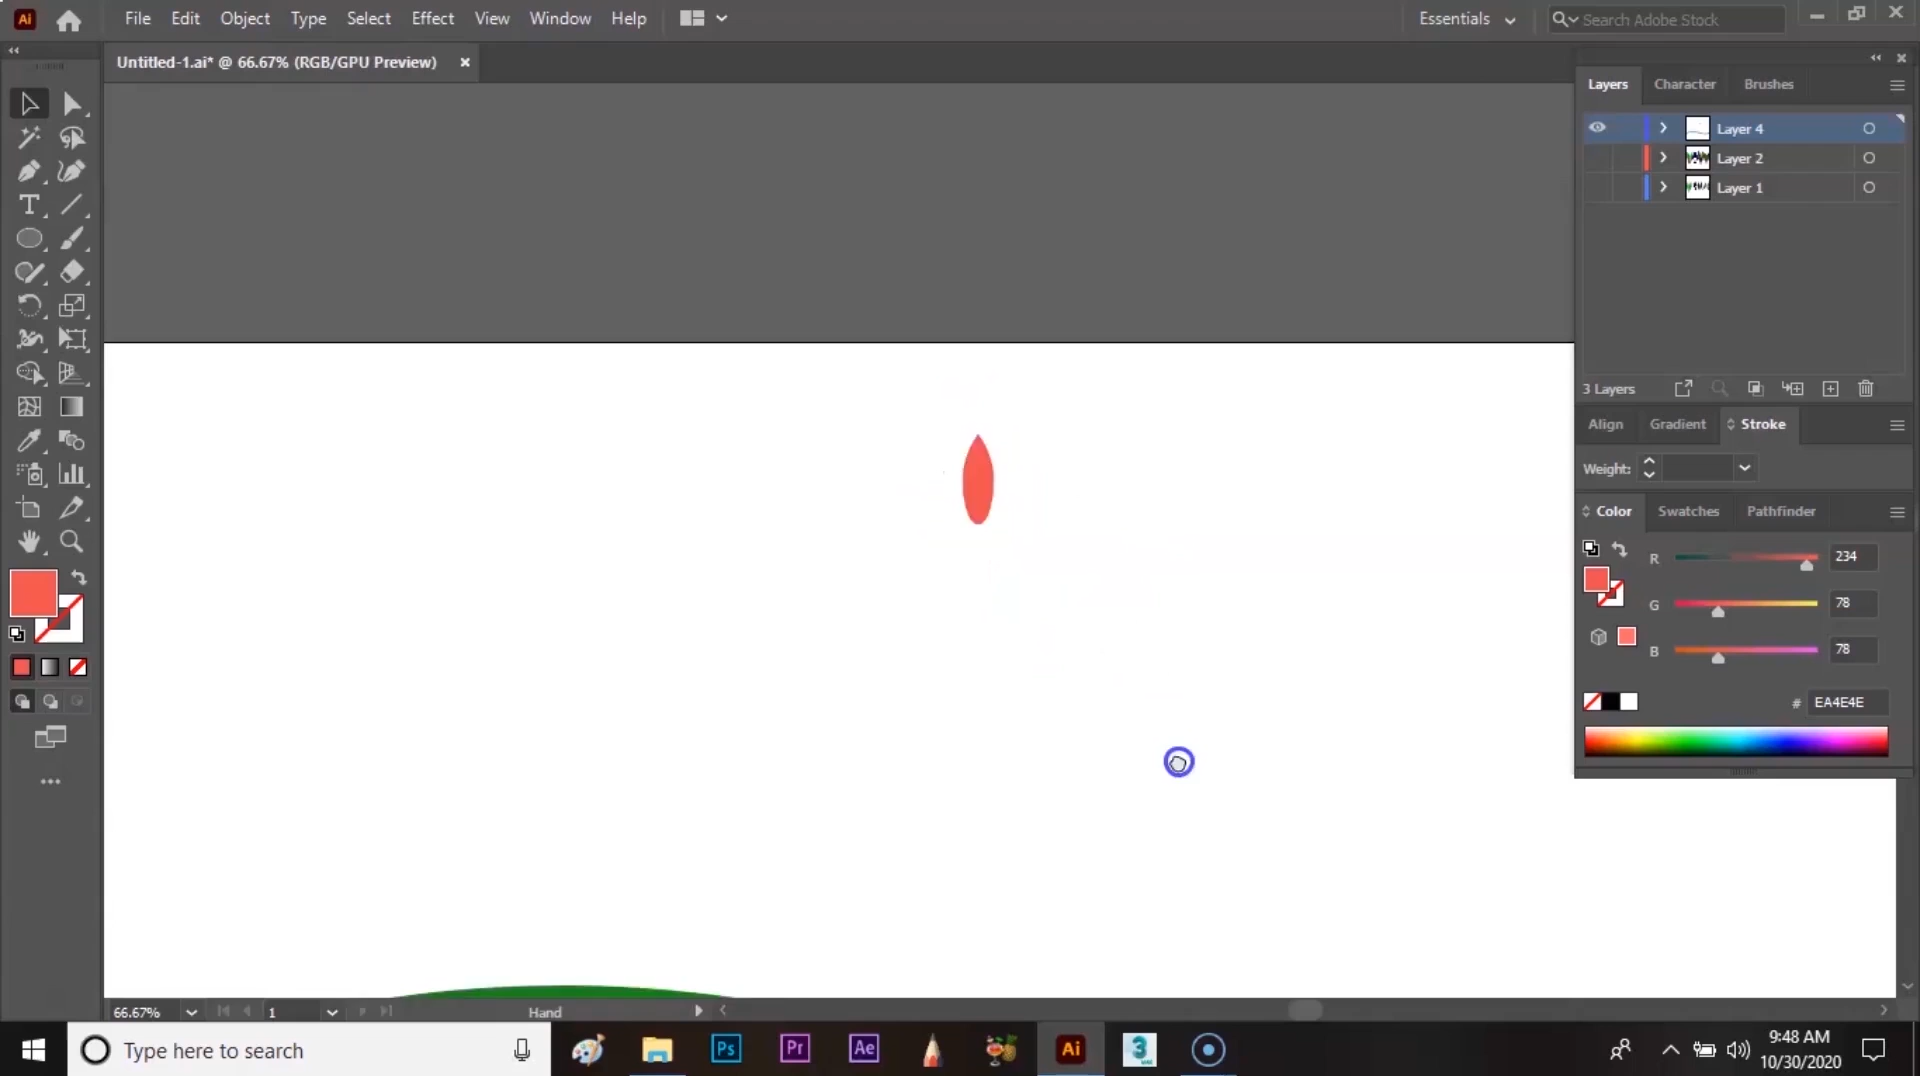 Ai File Edit Object Type Select Effect View Window Help Essentials Search Adobe Stock
Untitled-1.ai* @ 66.67% (RGB/GPU Preview)
Layers Character Brushes
Layer 4
Layer 2
Layer 1
3 Layers
Align Gradient Stroke
Weight:
Color Swatches Pathfinder
R 234
G 78
B 78
# EA4E4E
66.67% 1 Hand
Type here to search Ps Pr Ae Ai 3 9:48 AM
10/30/2020